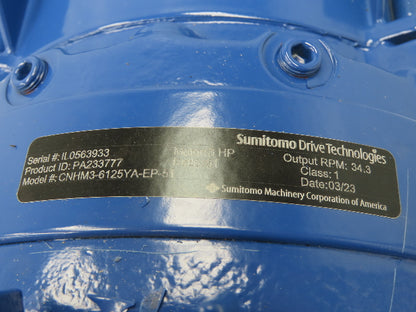 Sumitomo Drive Technologies
Serial #: IL0563933
Product ID: PA233777
Model #: CNHM3-6125YA-EP-51
HP
Output RPM: 34.3
Class: 1
Date:03/23
Sumitomo Machinery Corporation of America